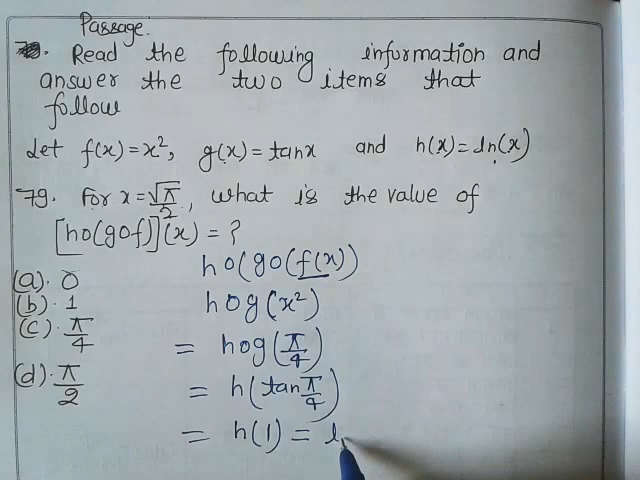 Passage.
Read the following information and
answer the two items that
follow
Let f(x)=x², g(x)=tanx and h(x)=ln(x)
79. For x=√π/2, what is the value of
[ho(gof)](x)=?
ho(go(f(x))
(a). 0
hog(x²)
(b). 1
(c). π/4
= hog(π/4)
(d). π/2
= h(tan π/4)
= h(1) = l